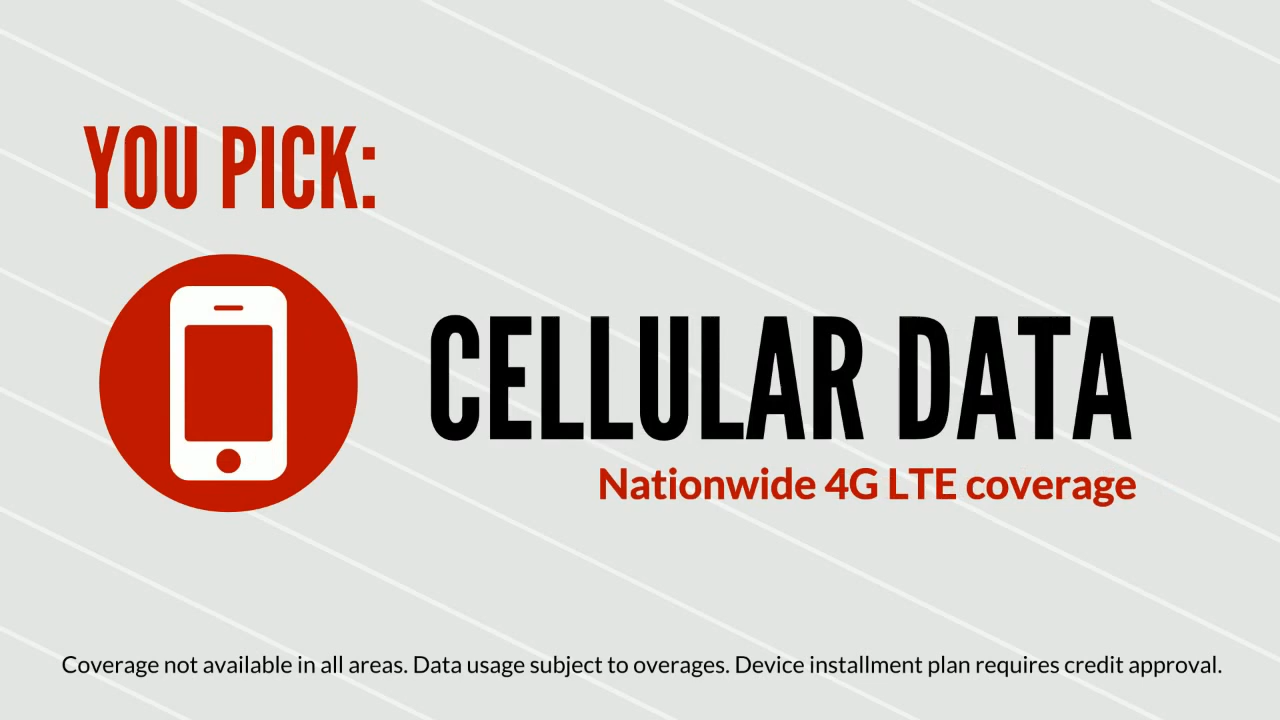 YOU PICK:
CELLULAR DATA
Nationwide 4G LTE coverage
Coverage not available in all areas. Data usage subject to overages. Device installment plan requires credit approval.